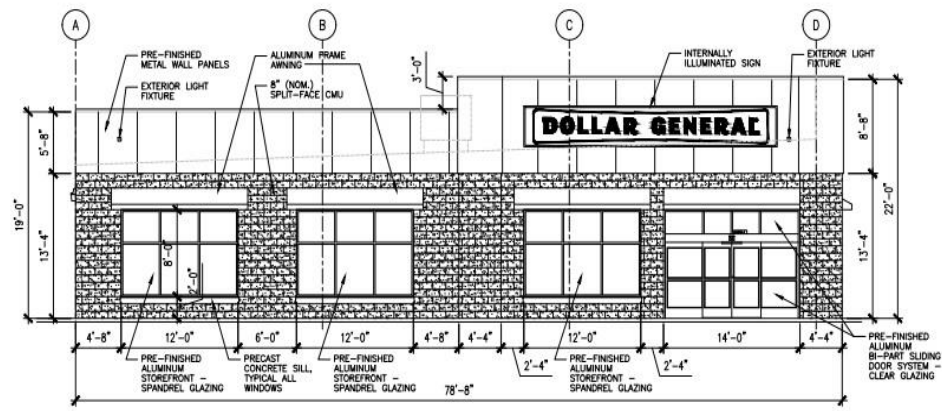 A
B
C
D
PRE-FINISHED
METAL WALL PANELS
EXTERIOR LIGHT
FIXTURE
ALUMINUM FRAME
AWNING
8" (NOM.)
SPLIT-FACE CMU
3'-0"
INTERNALLY
ILLUMINATED SIGN
EXTERIOR LIGHT
FIXTURE
DOLLAR GENERAL
5'-8"
19'-0"
13'-4"
8'-8"
22'-0"
13'-4"
8'-0"
2'-0"
4'-8"
12'-0"
6'-0"
12'-0"
4'-8"
4'-4"
12'-0"
14'-0"
4'-4"
2'-4"
2'-4"
PRE-FINISHED
ALUMINUM
STOREFRONT -
SPANDREL GLAZING
PRECAST
CONCRETE SILL,
TYPICAL ALL
WINDOWS
PRE-FINISHED
ALUMINUM
STOREFRONT -
SPANDREL GLAZING
PRE-FINISHED
ALUMINUM
STOREFRONT -
SPANDREL GLAZING
PRE-FINISHED
ALUMINUM
BI-PART SLIDING
DOOR SYSTEM -
CLEAR GLAZING
78'-8"